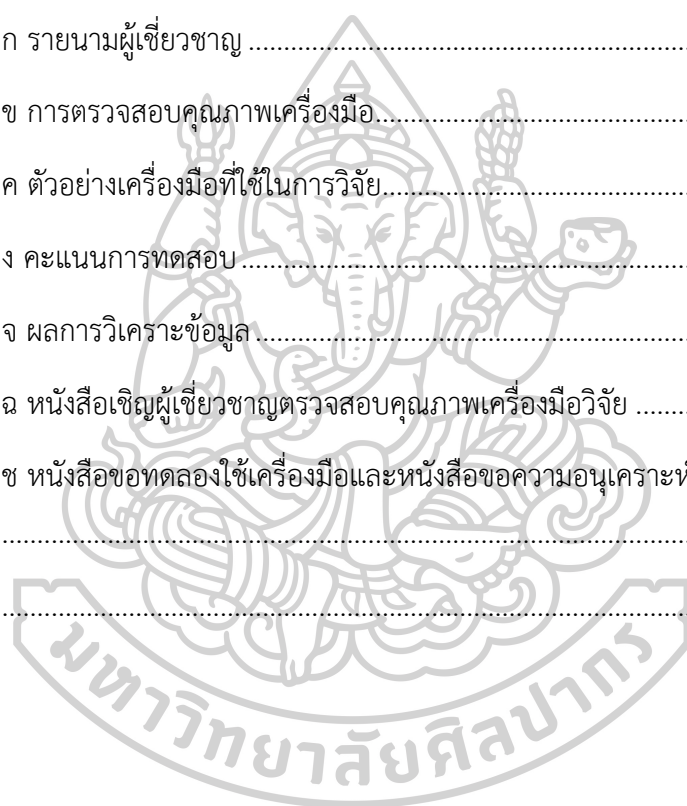 ก รายนามผู้เชี่ยวชาญ ..........................................................
ข การตรวจสอบคุณภาพเครื่องมือ..........................................
ค ตัวอย่างเครื่องมือที่ใช้ในการวิจัย.........................................
ง คะแนนการทดสอบ ...........................................................
จ ผลการวิเคราะข้อมูล .........................................................
ฉ หนังสือเชิญผู้เชี่ยวชาญตรวจสอบคุณภาพเครื่องมือวิจัย ........
ช หนังสือขอทดลองใช้เครื่องมือและหนังสือขอความอนุเคราะห์
..........................................................................................
..........................................................................................
มหาวิทยาลัยศิลปากร